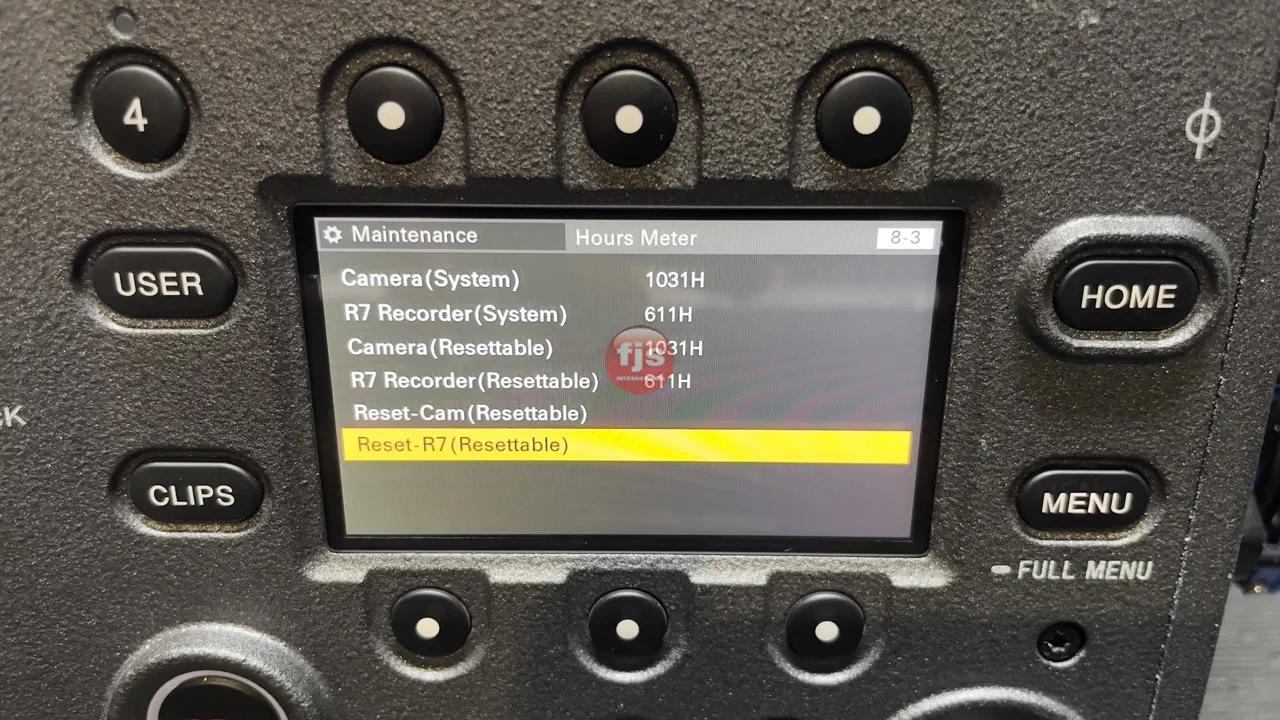 4
Maintenance Hours Meter 8-3
USER
HOME
Camera(System) 1031H
R7 Recorder(System) 611H
Camera(Resettable) 1031H
R7 Recorder(Resettable) 611H
Reset-Cam(Resettable)
Reset-R7(Resettable)
fjs
CK
CLIPS
MENU
FULL MENU